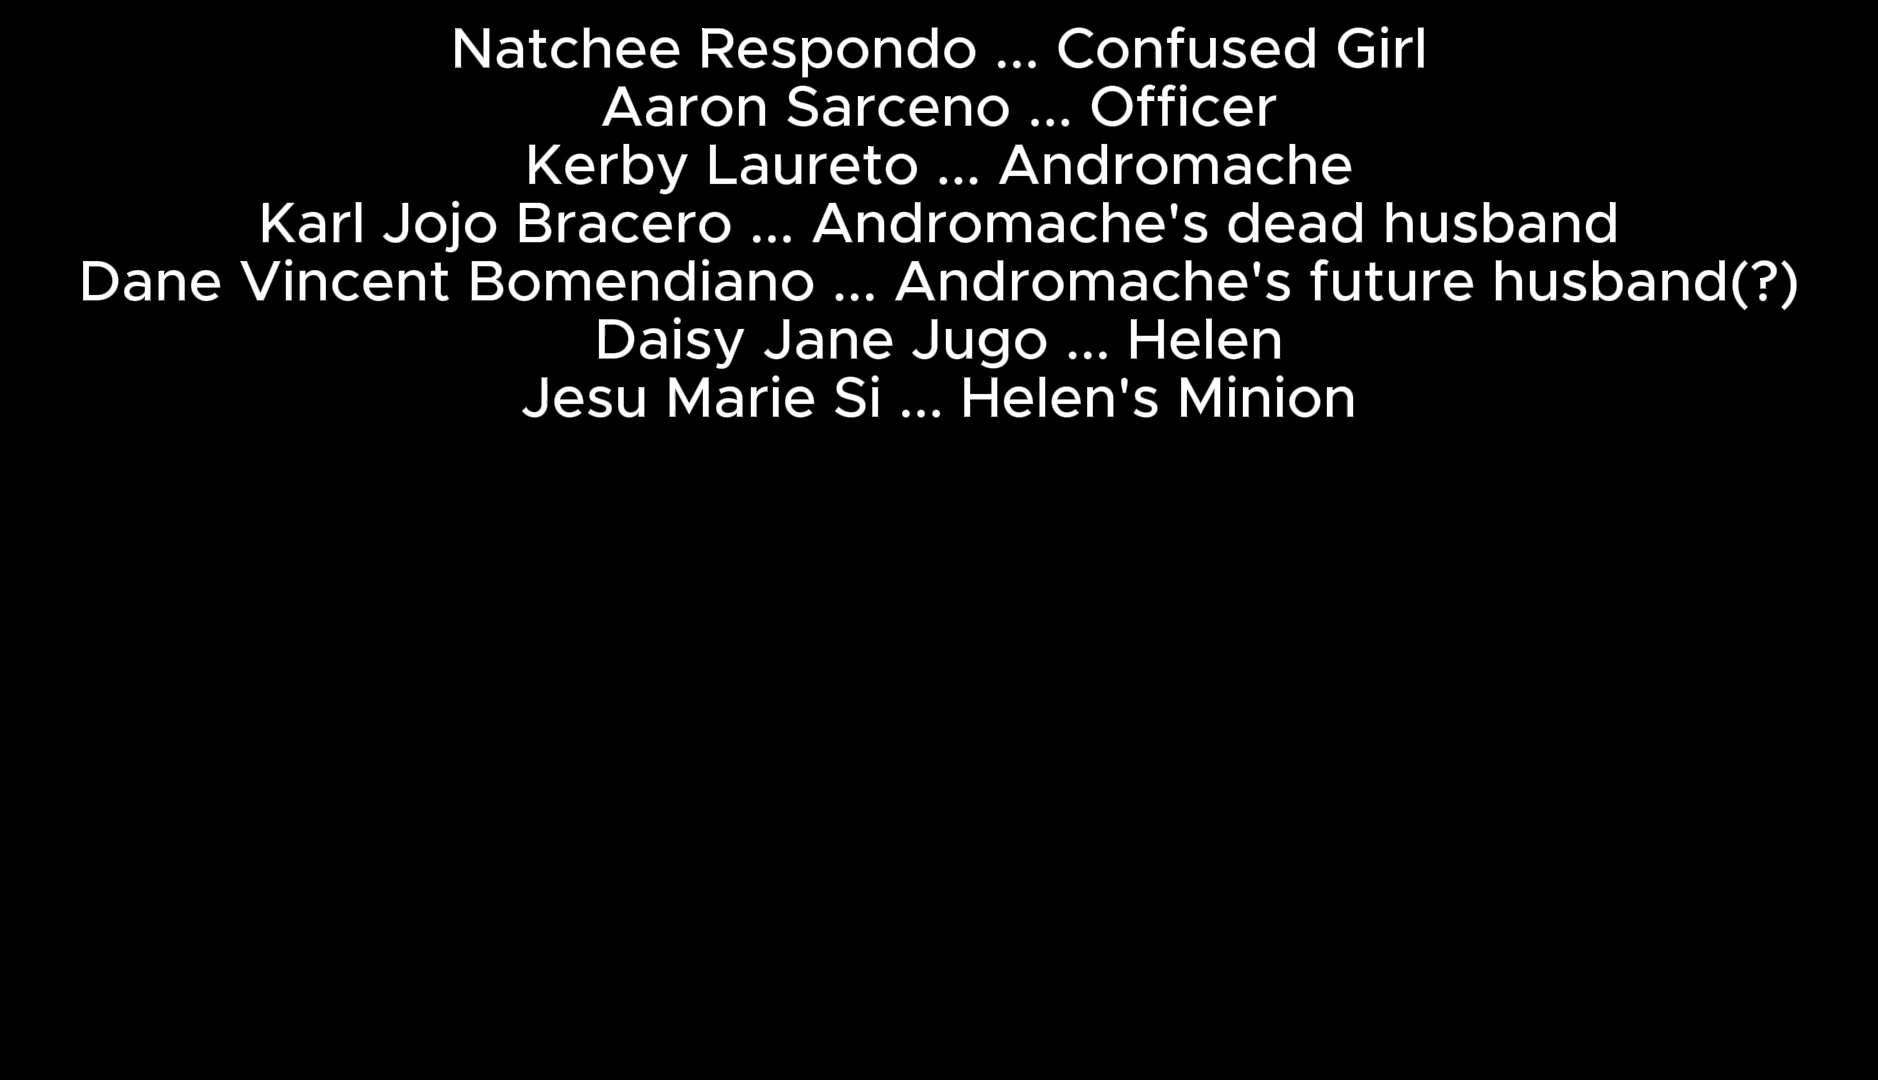 Natchee Respondo ... Confused Girl
Aaron Sarceno ... Officer
Kerby Laureto ... Andromache
Karl Jojo Bracero ... Andromache's dead husband
Dane Vincent Bomendiano ... Andromache's future husband(?)
Daisy Jane Jugo ... Helen
Jesu Marie Si ... Helen's Minion